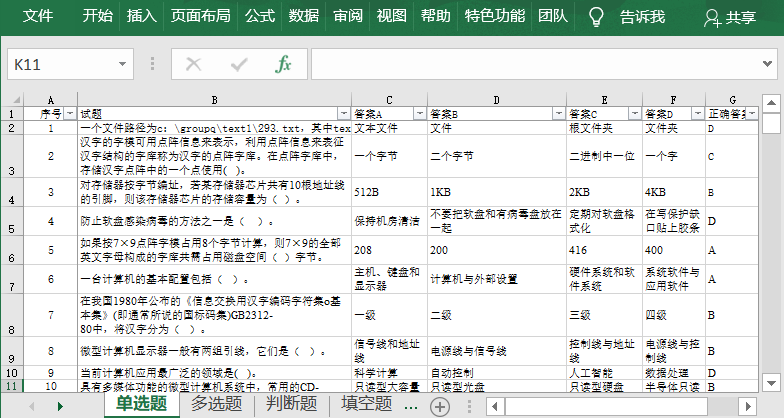 文件 开始 插入 页面布局 公式 数据 审阅 视图 帮助 特色功能 团队 告诉我 共享
K11 fx
A B C D E F G
1 序号 试题 答案A 答案B 答案C 答案D 正确答案
2 1 一个文件路径为c: \groupq\text1\293.txt, 其中tex 文本文件 文件 根文件夹 文件夹 D
汉字的字模可用点阵信息来表示，利用点阵信息来表征
汉字结构的字库称为汉字的点阵字库。在点阵字库中，
存储汉字点阵中的一个点使用( )。
3 2 一个字节 二个字节 二进制中一位 一个字 C
对存储器按字节编址，若某存储器芯片共有10根地址线
的引脚，则该存储器芯片的存储容量为（ ）。
4 3 512B 1KB 2KB 4KB B
5 4 防止软盘感染病毒的方法之一是（ ）。 保持机房清洁
不要把软盘和有病毒盘放在
一起
定期对软盘格
式化
在写保护缺
口贴上胶条 D
如果按7×9点阵字模占用8个字节计算，则7×9的全部
英文字母构成的字库共需占用磁盘空间（ ）字节。
6 5 208 200 416 400 A
7 6 一台计算机的基本配置包括（ ）。
主机、键盘和
显示器
计算机与外部设置
硬件系统和软
件系统
系统软件与
应用软件 A
在我国1980年公布的《信息交换用汉字编码字符集o基
本集》(即通常所说的国标码集)GB2312-
80中，将汉字分为（ ）。
8 7 一级 二级 三级 四级 B
9 8 微型计算机显示器一般有两组引线，它们是（ ）。
信号线和地址
线
电源线与信号线
控制线与地址
线
电源线与控
制线 B
10 9 当前计算机应用最广泛的领域是( )。 科学计算 自动控制 人工智能 数据处理 D
11 10 具有多媒体功能的微型计算机系统中，常用的CD- 只读型大容量 只读型光盘 只读型硬盘 半导体只读 B
单选题 多选题 判断题 填空题 ...